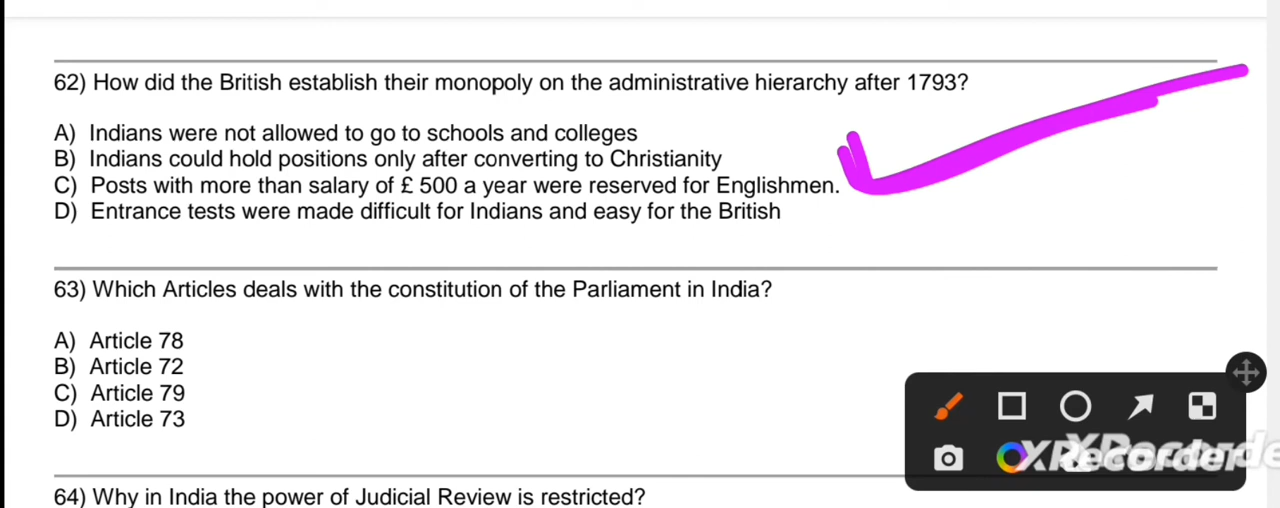 62) How did the British establish their monopoly on the administrative hierarchy after 1793?
A) Indians were not allowed to go to schools and colleges
B) Indians could hold positions only after converting to Christianity
C) Posts with more than salary of £ 500 a year were reserved for Englishmen.
D) Entrance tests were made difficult for Indians and easy for the British
63) Which Articles deals with the constitution of the Parliament in India?
A) Article 78
B) Article 72
C) Article 79
D) Article 73
XRecorder
64) Why in India the power of Judicial Review is restricted?